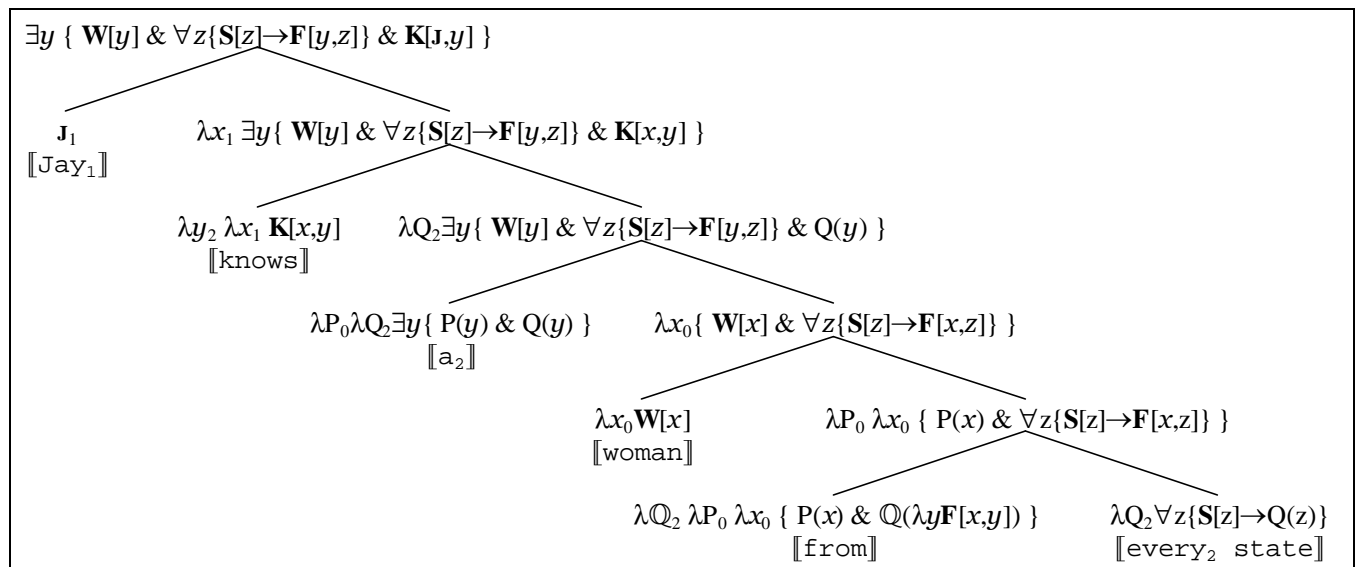 ∃y { W[y] & ∀z{S[z]→F[y,z]} & K[J,y] }
J₁ λx₁ ∃y{ W[y] & ∀z{S[z]→F[y,z]} & K[x,y] }
⟦Jay₁⟧
λy₂ λx₁ K[x,y] λQ₂∃y{ W[y] & ∀z{S[z]→F[y,z]} & Q(y) }
⟦knows⟧
λP₀λQ₂∃y{ P(y) & Q(y) } λx₀{ W[x] & ∀z{S[z]→F[x,z]} }
⟦a₂⟧
λx₀W[x] λP₀ λx₀ { P(x) & ∀z{S[z]→F[x,z]} }
⟦woman⟧
λℚ₂ λP₀ λx₀ { P(x) & ℚ(λyF[x,y]) } λQ₂∀z{S[z]→Q(z)}
⟦from⟧ ⟦every₂ state⟧